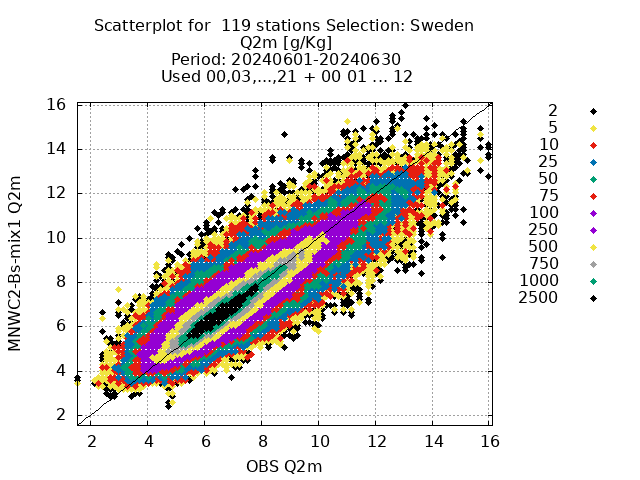 Scatterplot for  119 stations Selection: Sweden
Q2m [g/Kg]
Period: 20240601-20240630
Used 00,03,...,21 + 00 01 ... 12
16
14
12
10
8
6
4
2
MNWC2-Bs-mix1 Q2m
2
5
10
25
50
75
100
250
500
750
1000
2500
2 4 6 8 10 12 14 16
OBS Q2m